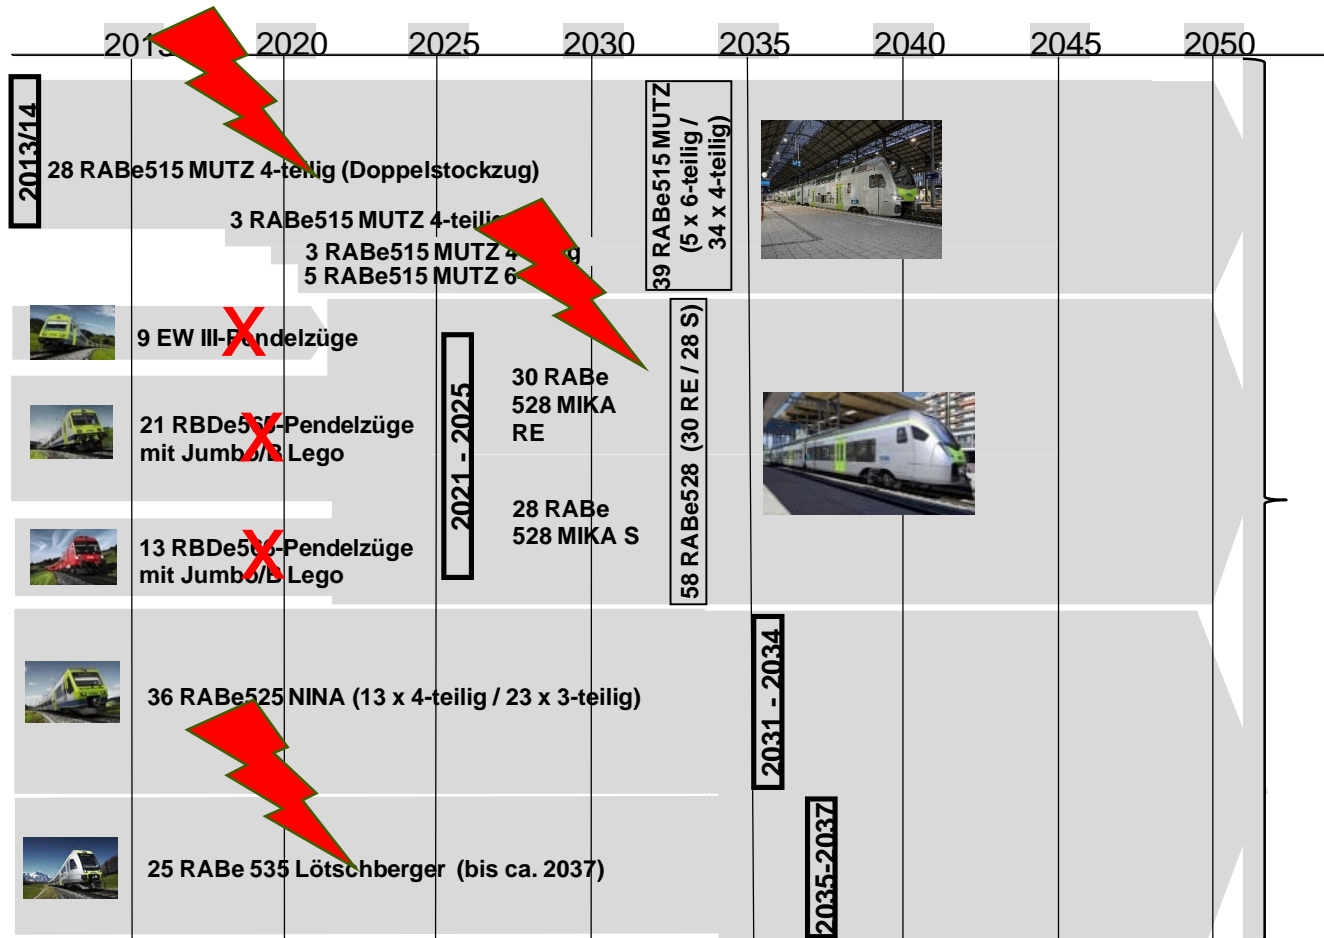 2015 2020 2025 2030 2035 2040 2045 2050
2013/14
28 RABe515 MUTZ 4-teilig (Doppelstockzug)
3 RABe515 MUTZ 4-teilig
3 RABe515 MUTZ 4-teilig
5 RABe515 MUTZ 6-
39 RABe515 MUTZ
(5 x 6-teilig /
34 x 4-teilig)
9 EW III-Pendelzüge
21 RBDe565-Pendelzüge
mit Jumbo/B Lego
13 RBDe566-Pendelzüge
mit Jumbo/B Lego
2021 - 2025
30 RABe
528 MIKA
RE
28 RABe
528 MIKA S
58 RABe528 (30 RE / 28 S)
36 RABe525 NINA (13 x 4-teilig / 23 x 3-teilig)
2031 - 2034
25 RABe 535 Lötschberger (bis ca. 2037)
2035-2037